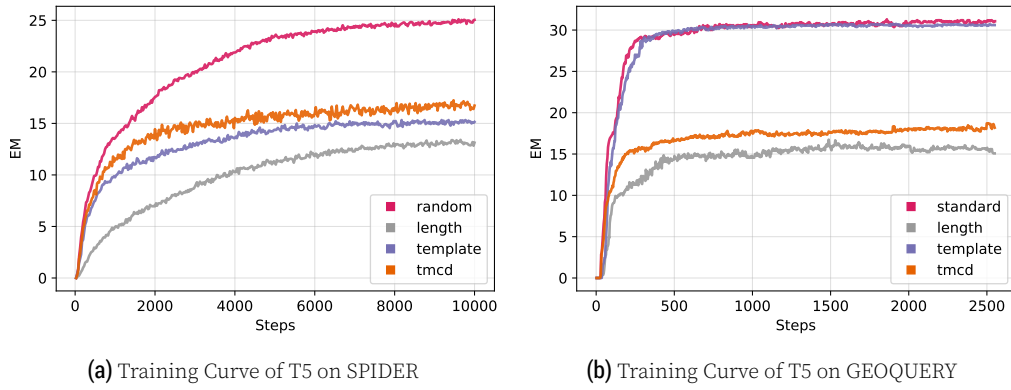 25
20
15
10
5
0
EM
0 2000 4000 6000 8000 10000
Steps
random
length
template
tmcd
(a) Training Curve of T5 on SPIDER
30
25
20
15
10
5
0
EM
0 500 1000 1500 2000 2500
Steps
standard
length
template
tmcd
(b) Training Curve of T5 on GEOQUERY